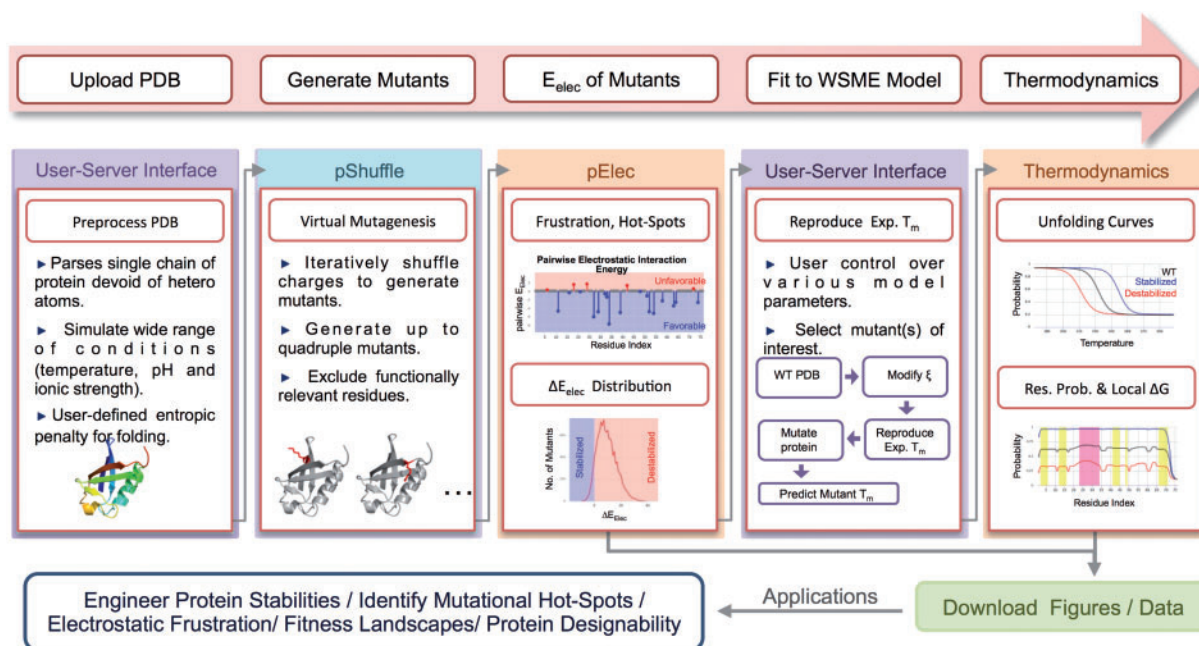 Upload PDB
Generate Mutants
Eelec of Mutants
Fit to WSME Model
Thermodynamics
User-Server Interface
Preprocess PDB
►Parses single chain of
protein devoid of hetero
atoms.
► Simulate wide range
of conditions
(temperature, pH and
ionic strength).
►User-defined entropic
penalty for folding.
pShuffle
Virtual Mutagenesis
► Iteratively shuffle
charges to generate
mutants.
► Generate up to
quadruple mutants.
► Exclude functionally
relevant residues.
...
pElec
Frustration, Hot-Spots
Pairwise Electrostatic Interaction
Energy
Unfavorable
pairwise EElec
Favorable
Residue Index
ΔEelec Distribution
No. of Mutants
Stabilized
Destabilized
ΔEElec
User-Server Interface
Reproduce Exp. Tm
► User control over
various model
parameters.
► Select mutant(s) of
interest.
WT PDB
Modify ξ
Mutate
protein
Reproduce
Exp. Tm
Predict Mutant Tm
Thermodynamics
Unfolding Curves
WT
Stabilized
Destabilized
Probability
Temperature
Res. Prob. & Local ΔG
Probability
Residue Index
Engineer Protein Stabilities / Identify Mutational Hot-Spots /
Electrostatic Frustration/ Fitness Landscapes/ Protein Designability
Applications
Download Figures / Data